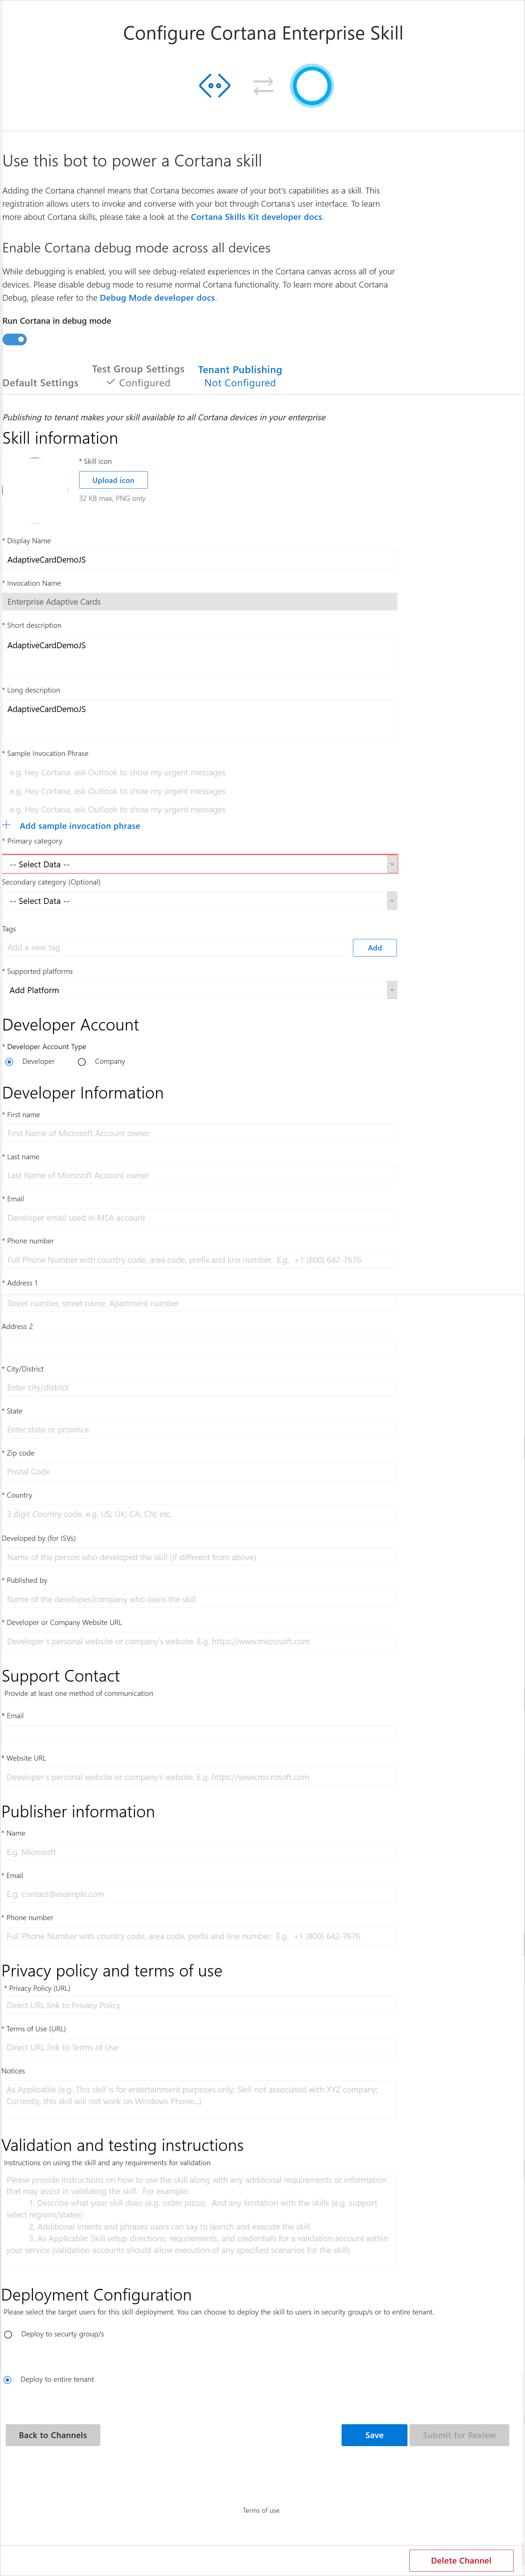 Configure Cortana Enterprise Skill
Use this bot to power a Cortana skill
Adding the Cortana channel means that Cortana becomes aware of your bot's capabilities as a skill. This
registration allows users to invoke and converse with your bot through Cortana's user interface. To learn
more about Cortana skills, please take a look at the Cortana Skills Kit developer docs.
Enable Cortana debug mode across all devices
While debugging is enabled, you will see debug-related experiences in the Cortana canvas across all of your
devices. Please disable debug mode to resume normal Cortana functionality. To learn more about Cortana
Debug, please refer to the Debug Mode developer docs.
Run Cortana in debug mode
Default Settings
Test Group Settings
Configured
Tenant Publishing
Not Configured
Publishing to tenant makes your skill available to all Cortana devices in your enterprise
Skill information
* Skill icon
Upload icon
32 KB max, PNG only
* Display Name
AdaptiveCardDemoJS
* Invocation Name
Enterprise Adaptive Cards
* Short description
AdaptiveCardDemoJS
* Long description
AdaptiveCardDemoJS
* Sample Invocation Phrase
e.g. Hey Cortana, ask Outlook to show my urgent messages
e.g. Hey Cortana, ask Outlook to show my urgent messages
e.g. Hey Cortana, ask Outlook to show my urgent messages
+ Add sample invocation phrase
* Primary category
-- Select Data --
Secondary category (Optional)
-- Select Data --
Tags
Add a new tag
Add
* Supported platforms
Add Platform
Developer Account
* Developer Account Type
Developer Company
Developer Information
* First name
First Name of Microsoft Account owner
* Last name
Last Name of Microsoft Account owner
* Email
Developer email used in MSA account
* Phone number
Full Phone Number with country code, area code, prefix and line number. E.g. +1 (800) 642-7676
* Address 1
Street number, street name, Apartment number
Address 2
* City/District
Enter city/district
* State
Enter state or province
* Zip code
Postal Code
* Country
2 digit Country code. e.g. US; UK; CA; CN; etc.
Developed by (for ISVs)
Name of the person who developed the skill (if different from above)
* Published by
Name of the developer/company who owns the skill
* Developer or Company Website URL
Developer's personal website or company's website. E.g. https://www.microsoft.com
Support Contact
Provide at least one method of communication
* Email
* Website URL
Developer's personal website or company's website. E.g. https://www.microsoft.com
Publisher information
* Name
E.g. Microsoft
* Email
E.g. contact@example.com
* Phone number
Full Phone Number with country code, area code, prefix and line number. E.g. +1 (800) 642-7676
Privacy policy and terms of use
* Privacy Policy (URL)
Direct URL link to Privacy Policy
* Terms of Use (URL)
Direct URL link to Terms of Use
Notices
As Applicable (e.g. This skill is for entertainment purposes only; Skill not associated with XYZ company;
Currently, this skill will not work on Windows Phone...)
Validation and testing instructions
Instructions on using the skill and any requirements for validation
Please provide instructions on how to use the skill along with any additional requirements or information
that may assist in validating the skill. For example:
1. Describe what your skill does (e.g. order pizza). And any limitation with the skills (e.g. support
select regions/states)
2. Additional intents and phrases users can say to launch and execute the skill.
3. As Applicable: Skill setup directions, requirements, and credentials for a validation account within
your service (validation accounts should allow execution of any specified scenarios for the skill).
Deployment Configuration
Please select the target users for this skill deployment. You can choose to deploy the skill to users in security group/s or to entire tenant.
Deploy to securty group/s
Deploy to entire tenant
Back to Channels
Save
Submit for Review
Terms of use
Delete Channel